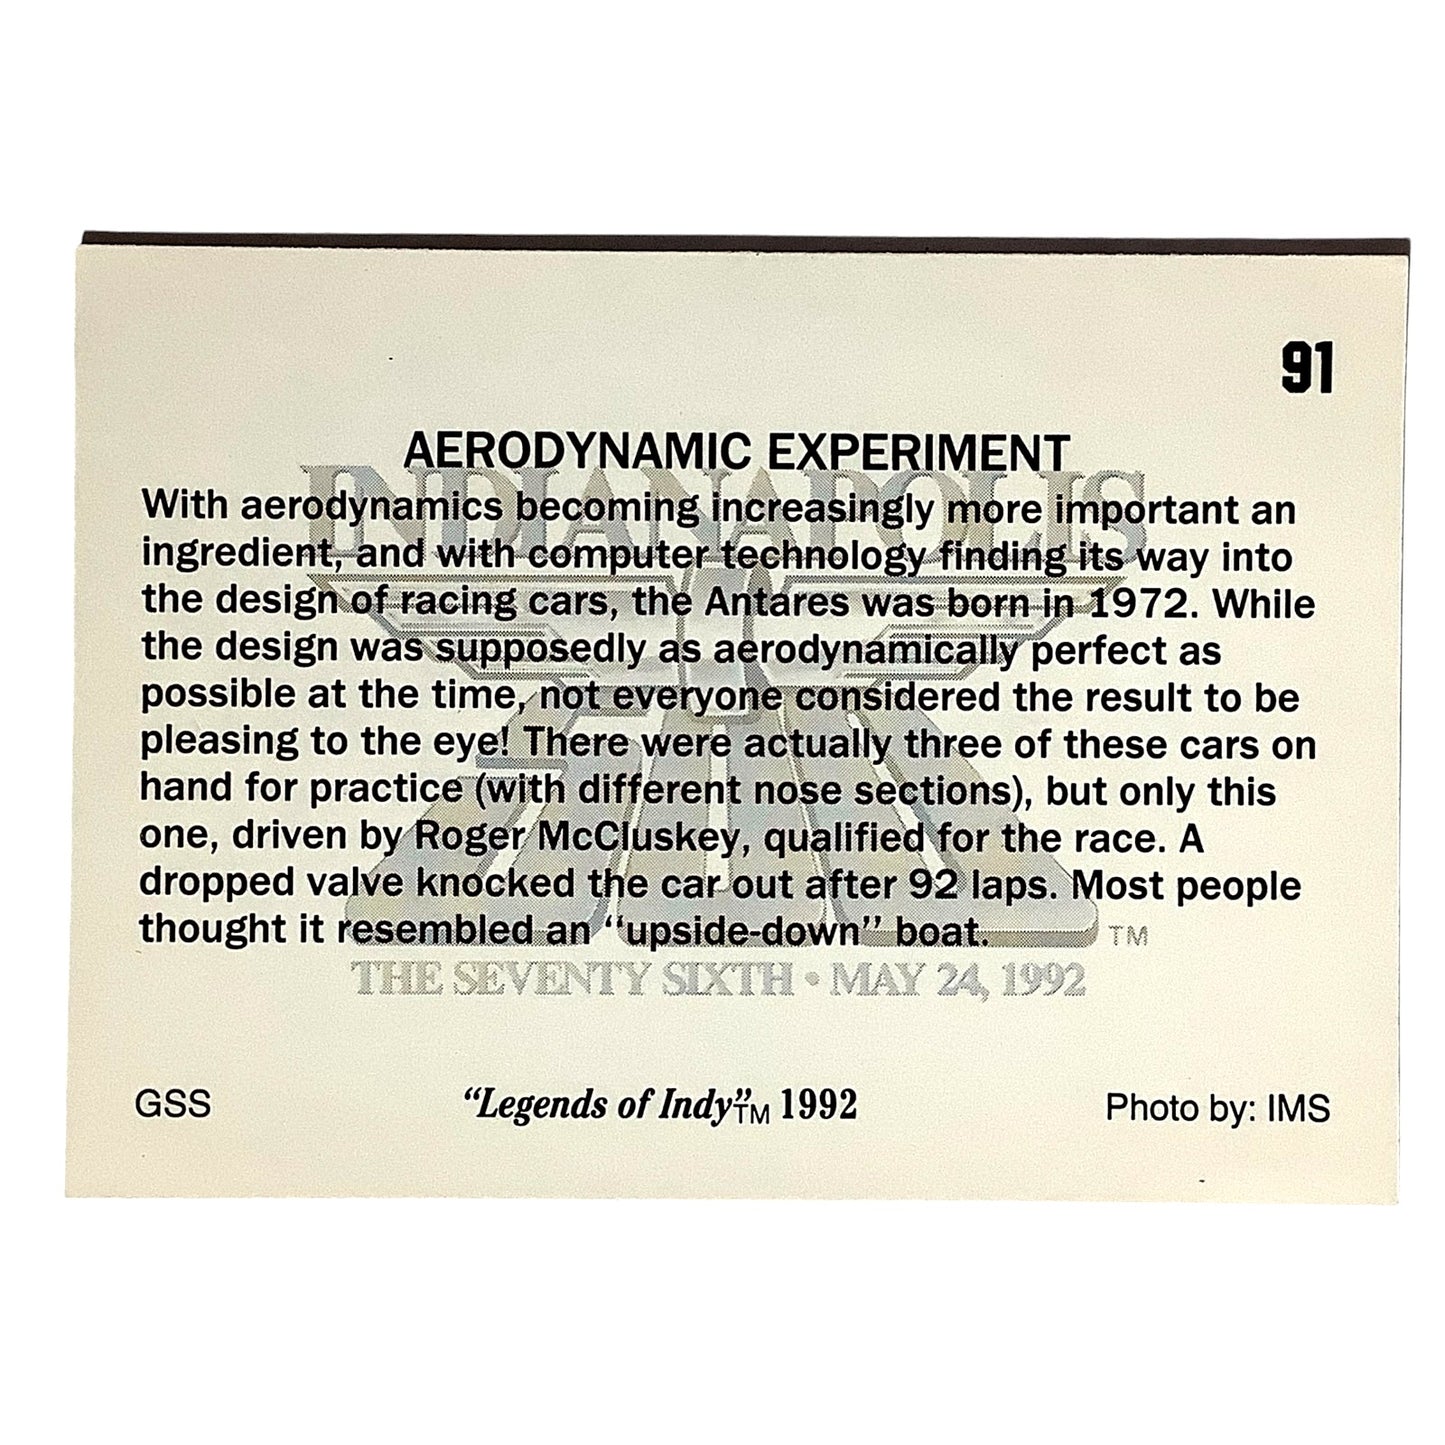 91
AERODYNAMIC EXPERIMENT
INDIANAPOLIS
With aerodynamics becoming increasingly more important an
ingredient, and with computer technology finding its way into
the design of racing cars, the Antares was born in 1972. While
the design was supposedly as aerodynamically perfect as
possible at the time, not everyone considered the result to be
pleasing to the eye! There were actually three of these cars on
hand for practice (with different nose sections), but only this
one, driven by Roger McCluskey, qualified for the race. A
dropped valve knocked the car out after 92 laps. Most people
thought it resembled an “upside-down” boat.
500
TM
THE SEVENTY SIXTH • MAY 24, 1992
GSS “Legends of Indy”TM 1992 Photo by: IMS